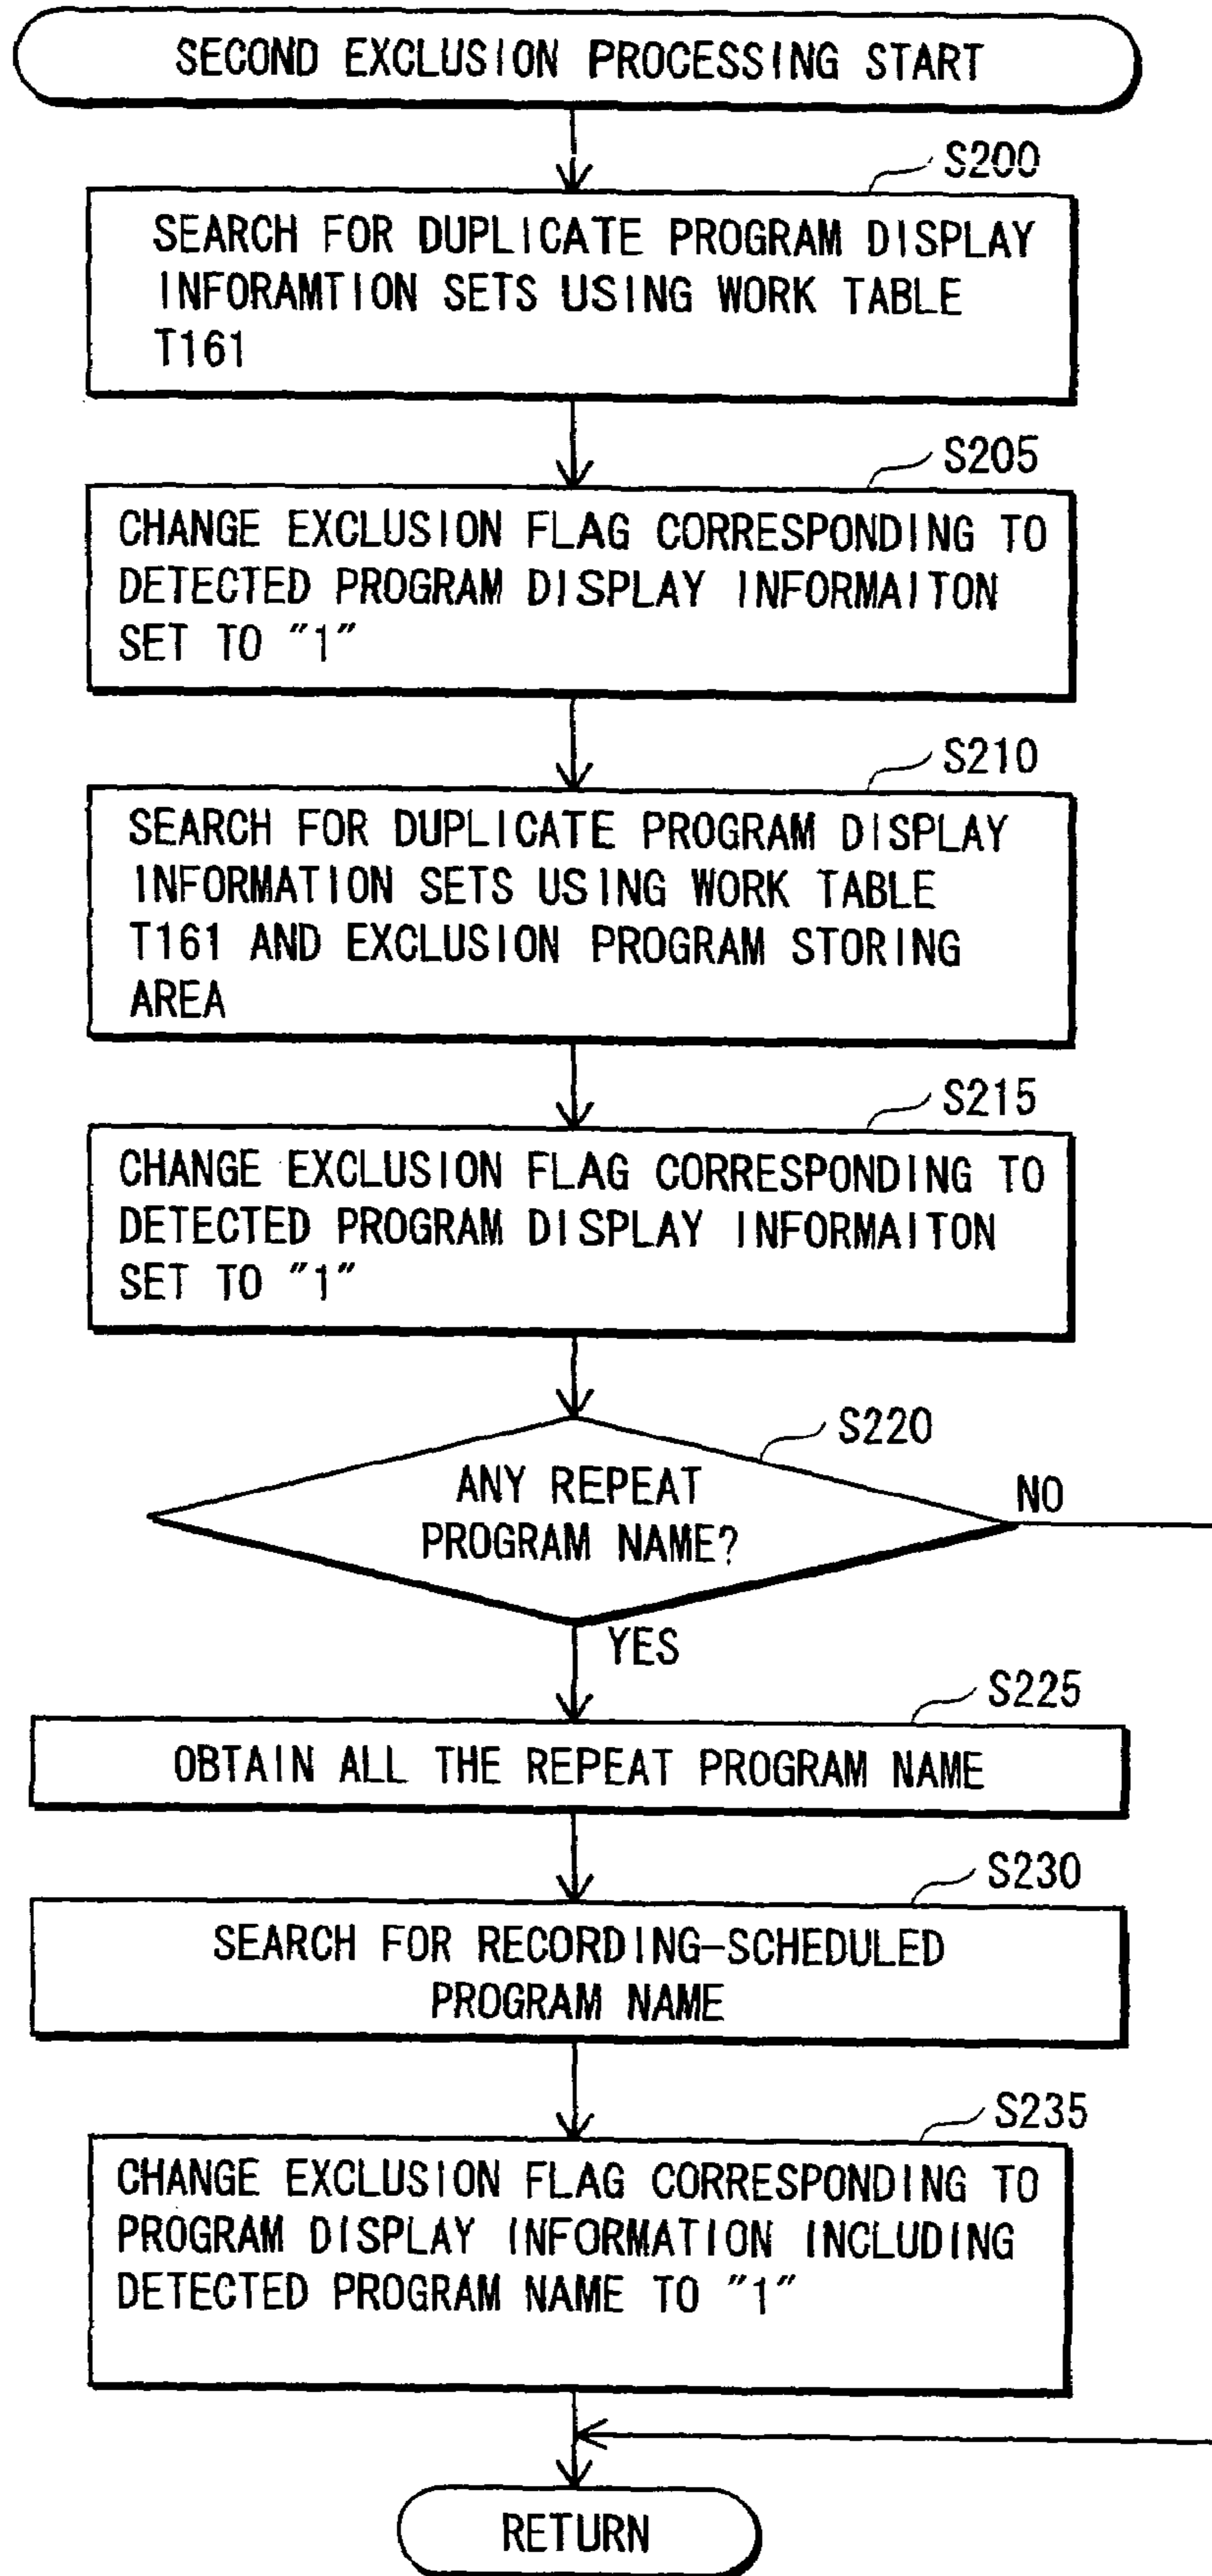 SECOND EXCLUSION PROCESSING START
S200
SEARCH FOR DUPLICATE PROGRAM DISPLAY
INFORAMTION SETS USING WORK TABLE
T161
S205
CHANGE EXCLUSION FLAG CORRESPONDING TO
DETECTED PROGRAM DISPLAY INFORMAITON
SET TO "1"
S210
SEARCH FOR DUPLICATE PROGRAM DISPLAY
INFORMATION SETS USING WORK TABLE
T161 AND EXCLUSION PROGRAM STORING
AREA
S215
CHANGE EXCLUSION FLAG CORRESPONDING TO
DETECTED PROGRAM DISPLAY INFORMAITON
SET TO "1"
S220
ANY REPEAT
PROGRAM NAME?
NO
YES
S225
OBTAIN ALL THE REPEAT PROGRAM NAME
S230
SEARCH FOR RECORDING-SCHEDULED
PROGRAM NAME
S235
CHANGE EXCLUSION FLAG CORRESPONDING TO
PROGRAM DISPLAY INFORMATION INCLUDING
DETECTED PROGRAM NAME TO "1"
RETURN